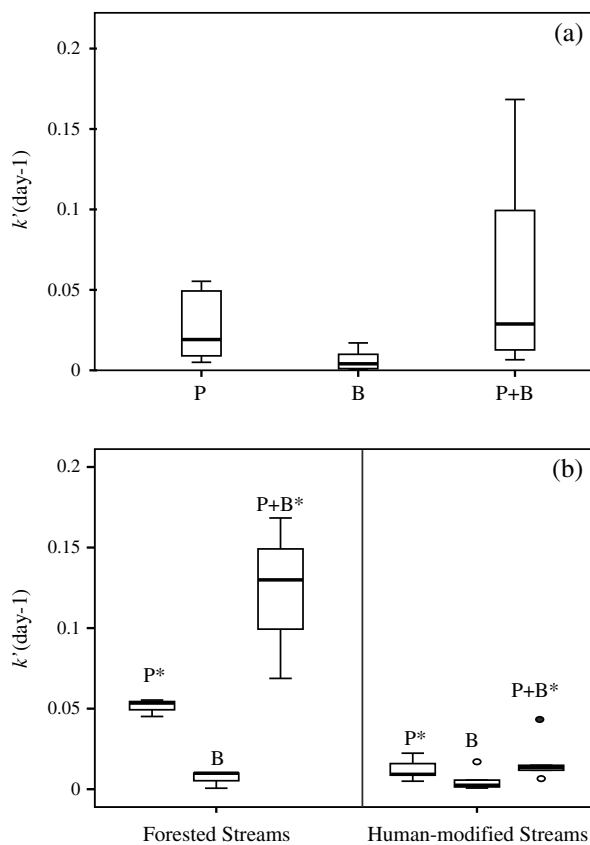 (a)
0.2
0.15
0.1
0.05
0
k’(day-1)
P B P+B
(b)
0.2
0.15
0.1
0.05
0
k’(day-1)
P+B*
P*
B
P+B*
P*
B
Forested Streams Human-modified Streams